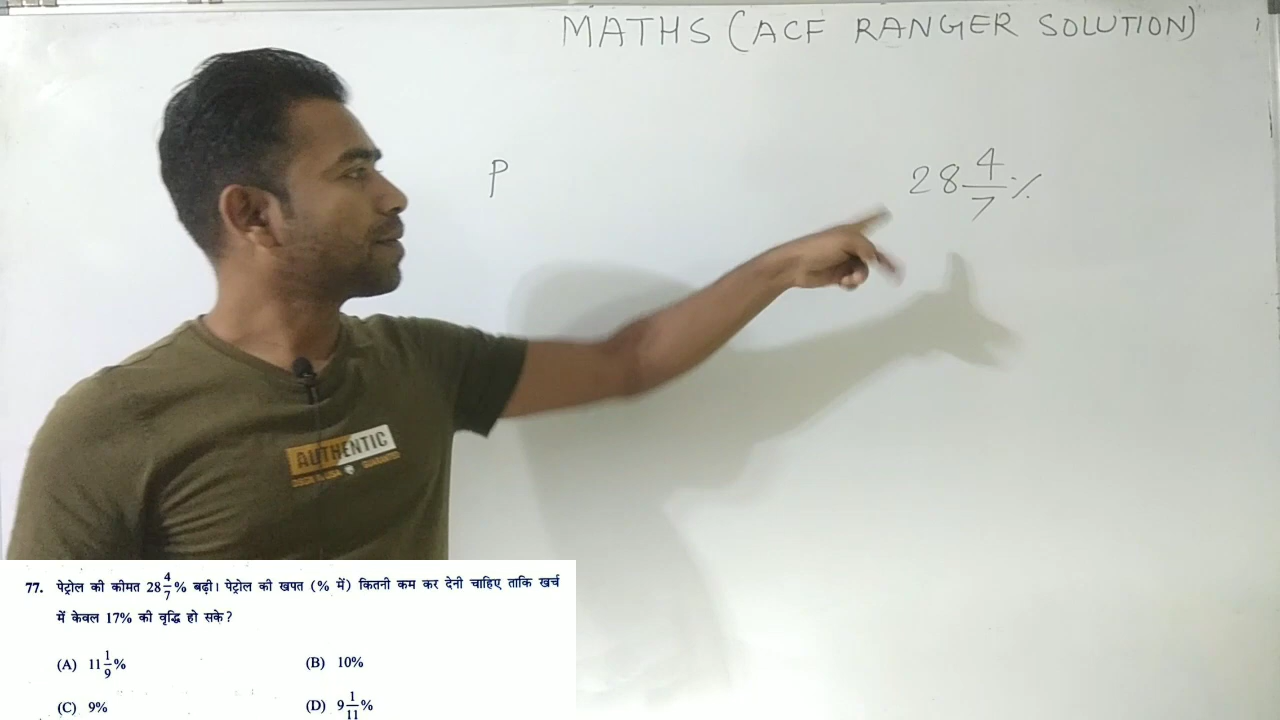 MATHS (ACF RANGER SOLUTION)
P
28 4/7 %
AUTHENTIC
77. पेट्रोल की कीमत 28 4/7 % बढ़ी। पेट्रोल की खपत (% में) कितनी कम कर देनी चाहिए ताकि खर्च
में केवल 17% की वृद्धि हो सके?
(A) 11 1/9 % (B) 10%
(C) 9% (D) 9 1/11 %